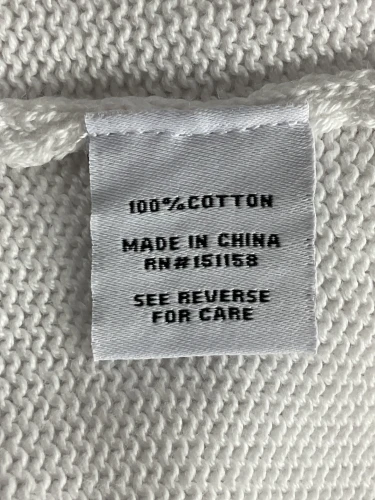 100%COTTON
MADE IN CHINA
RN#151158
SEE REVERSE
FOR CARE